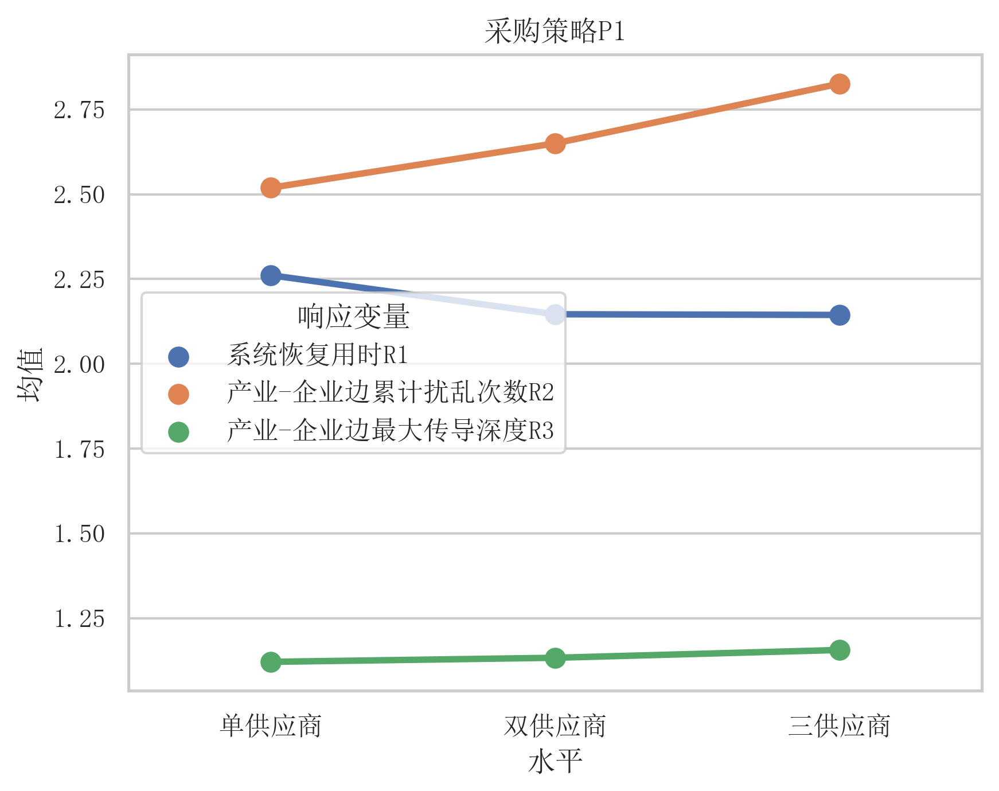 采购策略P1
2.75
2.50
2.25
2.00
1.75
1.50
1.25
均值
响应变量
系统恢复用时R1
产业-企业边累计扰乱次数R2
产业-企业边最大传导深度R3
单供应商 双供应商 三供应商
水平